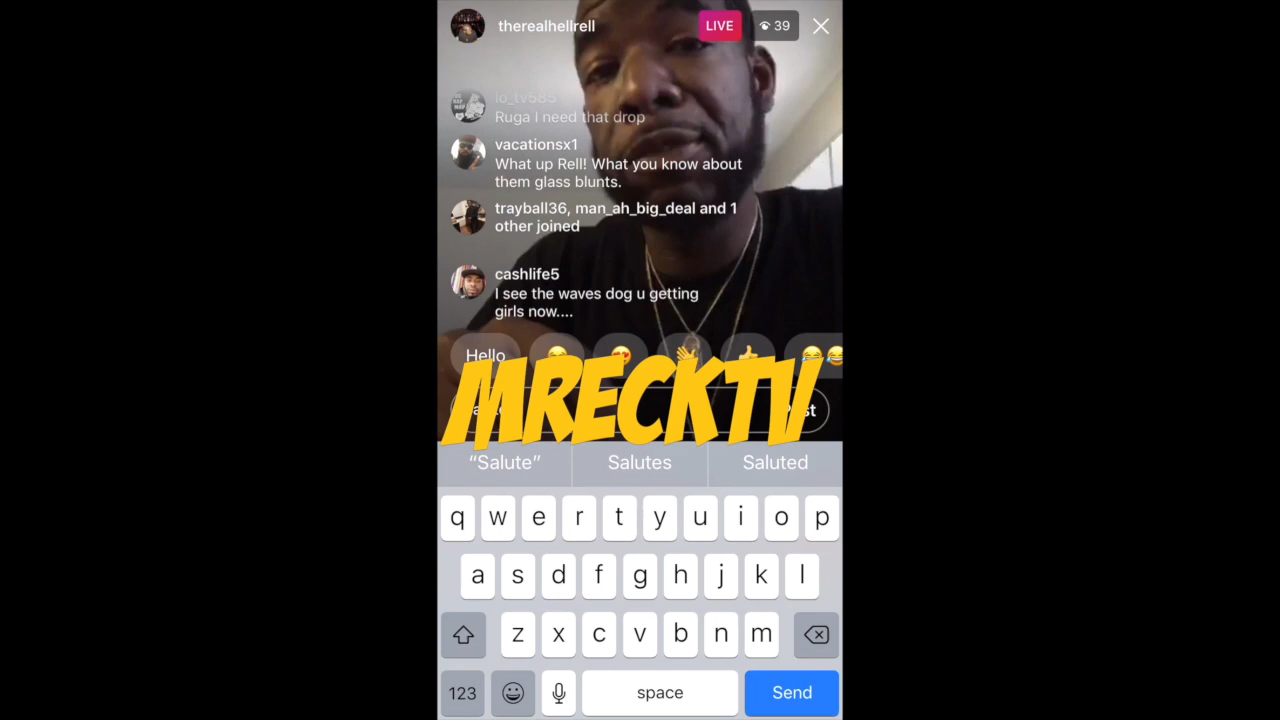 therealhellrell
LIVE
39
lo_tv685
Ruga I need that drop
vacationsx1
What up Rell! What you know about
them glass blunts.
trayball36, man_ah_big_deal and 1
other joined
cashlife5
I see the waves dog u getting
girls now....
Hello
MRECKTV
“Salute”
Salutes
Saluted
q w e r t y u i o p
a s d f g h j k l
z x c v b n m
123
space
Send